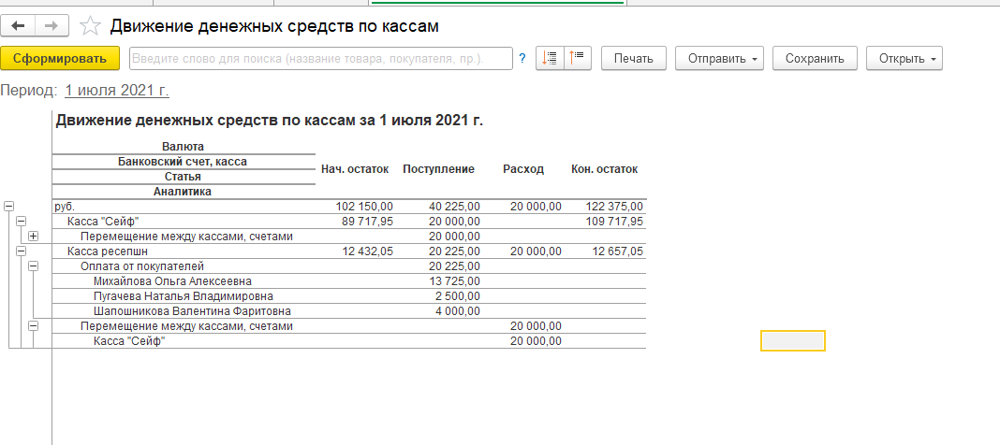 Движение денежных средств по кассам
Сформировать Введите слово для поиска (название товара, покупателя, пр.). ? Печать Отправить Сохранить Открыть
Период: 1 июля 2021 г.
Движение денежных средств по кассам за 1 июля 2021 г.
Валюта
Банковский счет, касса
Нач. остаток Поступление Расход Кон. остаток
Статья
Аналитика
руб. 102 150,00 40 225,00 20 000,00 122 375,00
Касса "Сейф" 89 717,95 20 000,00 109 717,95
Перемещение между кассами, счетами 20 000,00
Касса ресепшн 12 432,05 20 225,00 20 000,00 12 657,05
Оплата от покупателей 20 225,00
Михайлова Ольга Алексеевна 13 725,00
Пугачева Наталья Владимировна 2 500,00
Шапошникова Валентина Фаритовна 4 000,00
Перемещение между кассами, счетами 20 000,00
Касса "Сейф" 20 000,00